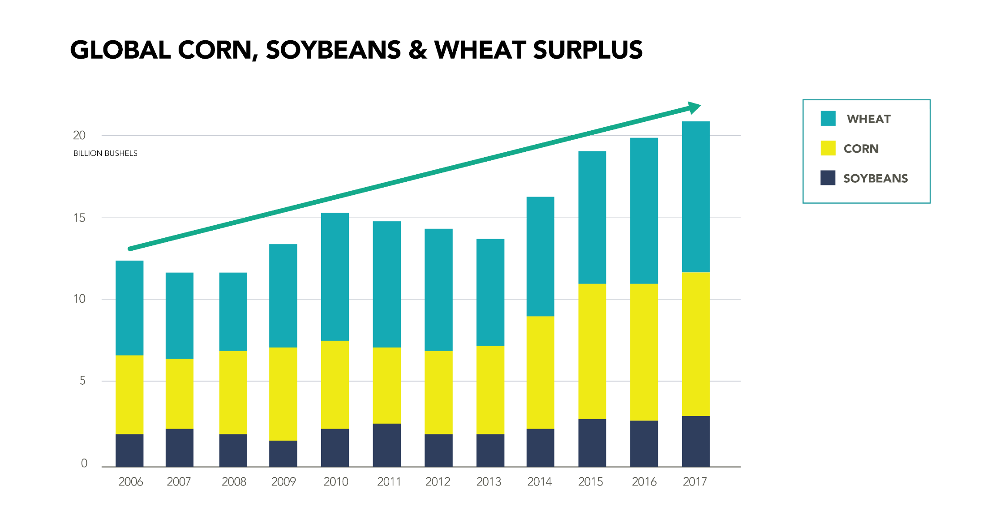 GLOBAL CORN, SOYBEANS & WHEAT SURPLUS
WHEAT
CORN
SOYBEANS
20
BILLION BUSHELS
15
10
5
0
2006 2007 2008 2009 2010 2011 2012 2013 2014 2015 2016 2017